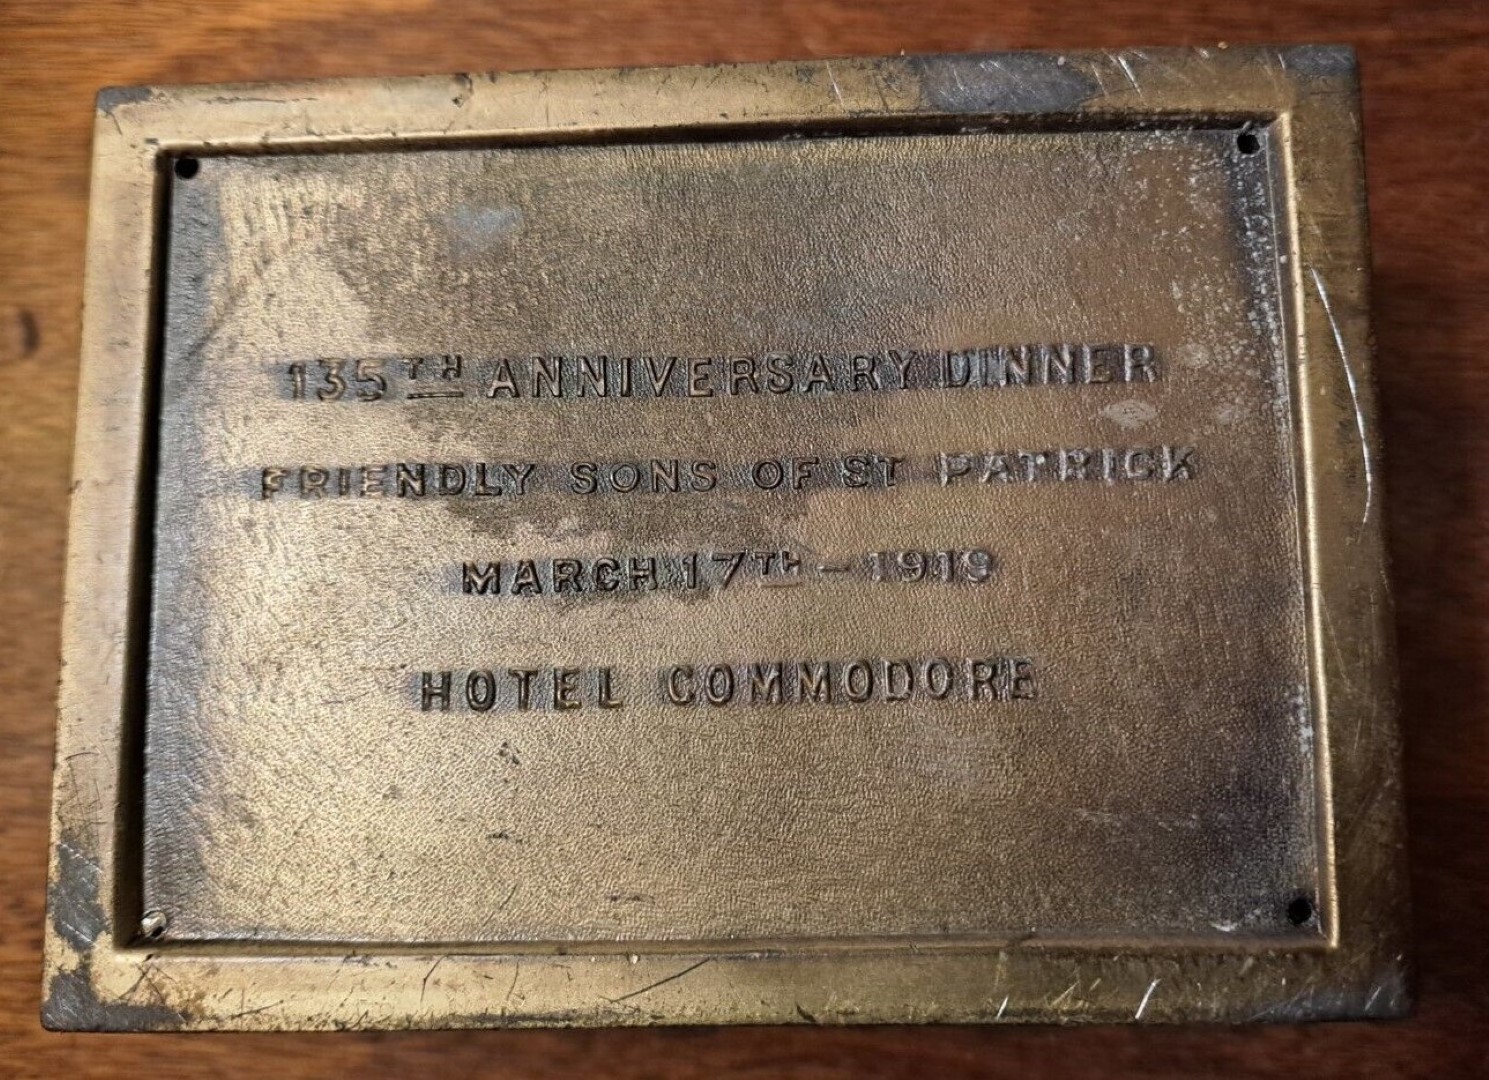 135TH ANNIVERSARY DINNER
FRIENDLY SONS OF ST PATRICK
MARCH 17TH - 1919
HOTEL COMMODORE